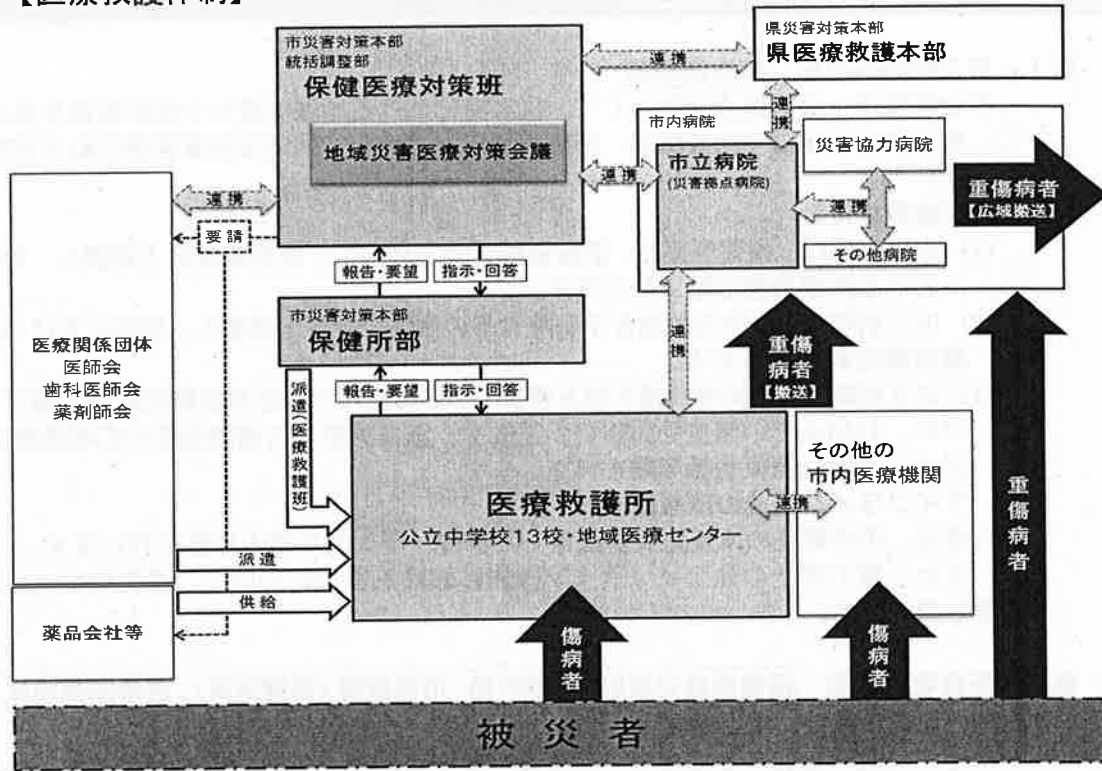 【医療救護体制】
市災害対策本部
統括調整部
保健医療対策班
地域災害医療対策会議
県災害対策本部
県医療救護本部
連携
連携
市内病院
市立病院
(災害拠点病院)
災害協力病院
連携
その他病院
重傷病者
【広域搬送】
連携
連携
要請
報告・要望
指示・回答
市災害対策本部
保健所部
医療関係団体
医師会
歯科医師会
薬剤師会
報告・要望
指示・回答
派遣(医療救護班)
連携
重傷
病者
【搬送】
医療救護所
公立中学校13校・地域医療センター
連携
その他の
市内医療機関
重傷病者
派遣
供給
薬品会社等
傷病者
傷病者
被災者